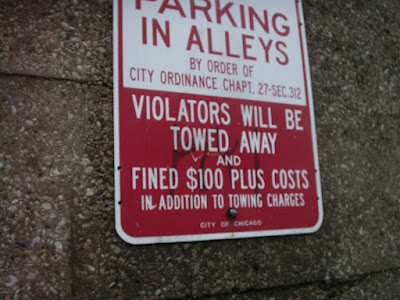 PARKING
IN ALLEYS
BY ORDER OF
CITY ORDINANCE CHAPT. 27-SEC.312
VIOLATORS WILL BE
TOWED AWAY
AND
FINED $100 PLUS COSTS
IN ADDITION TO TOWING CHARGES
CITY OF CHICAGO